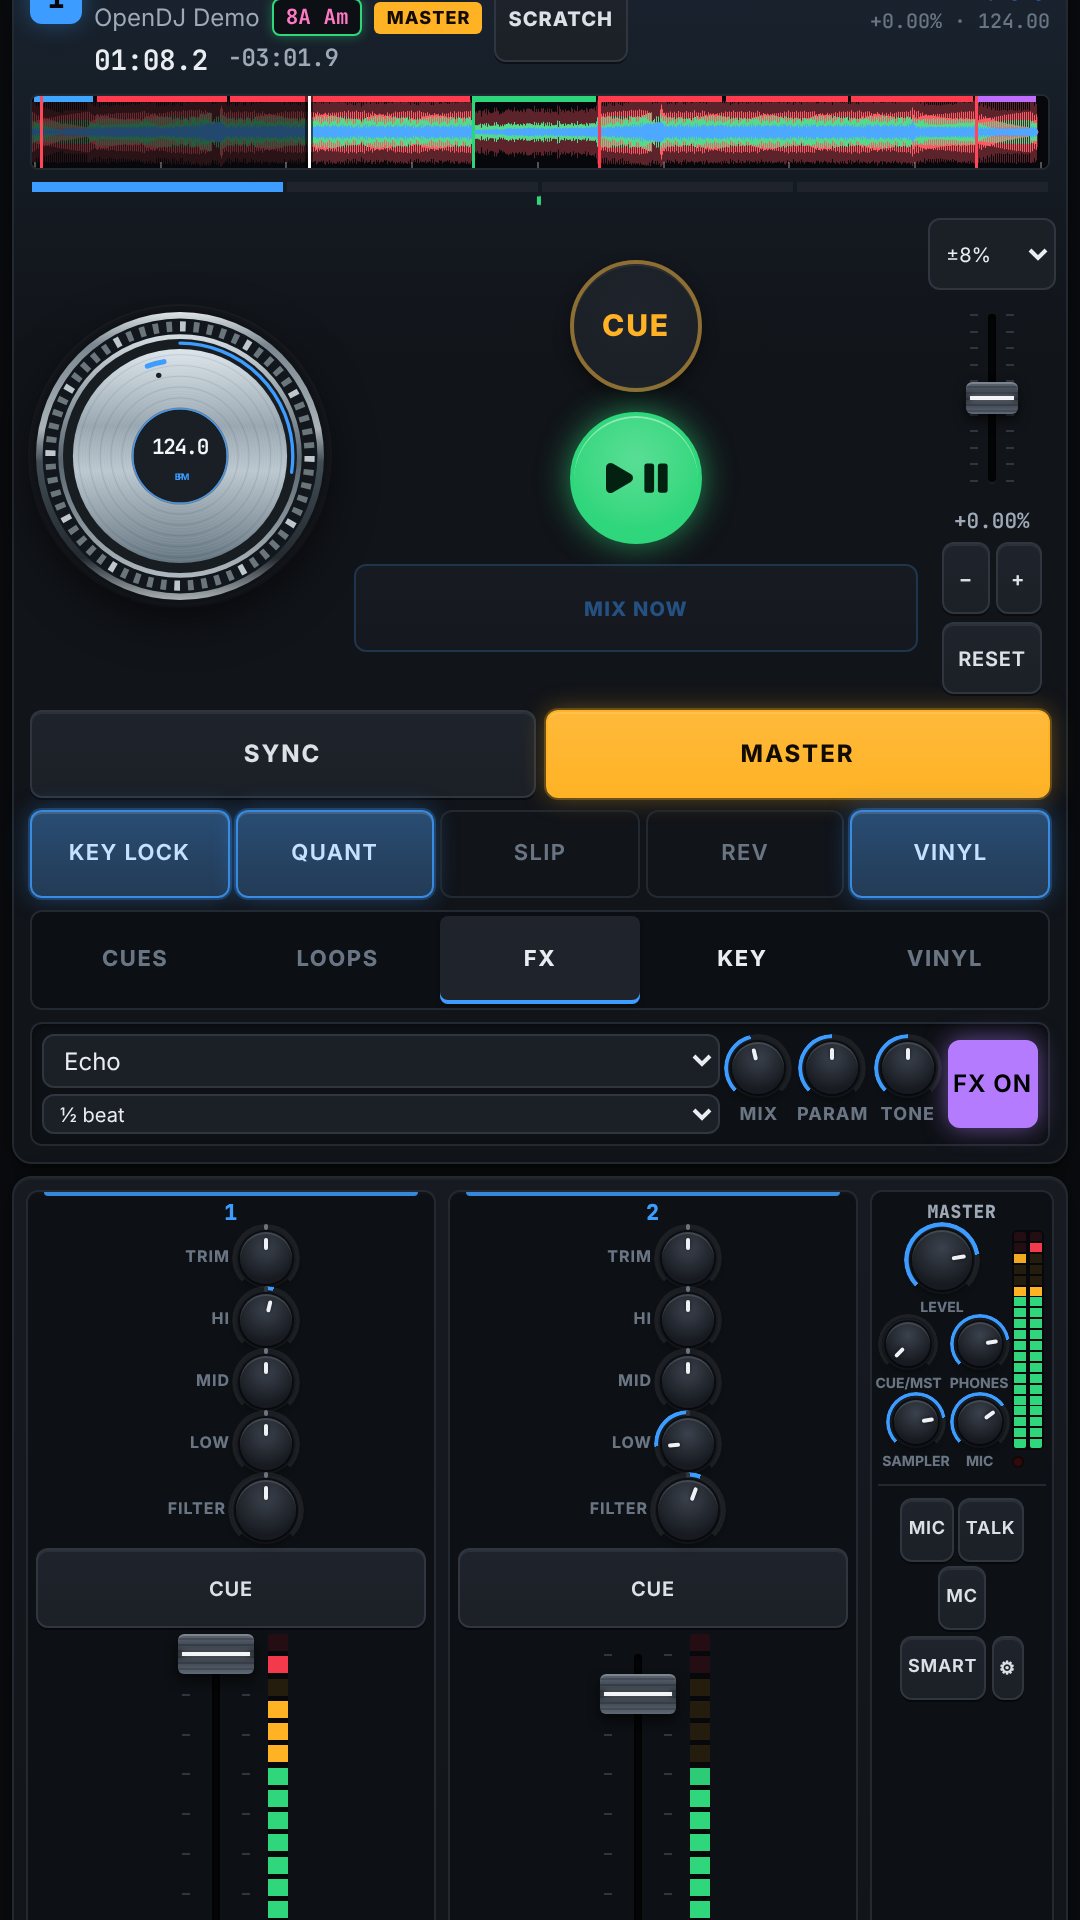 1
OpenDJ Demo 8A Am MASTER SCRATCH
+0.00% · 124.00
01:08.2 -03:01.9
±8%
CUE
124.0
BPM
+0.00%
− +
MIX NOW
RESET
SYNC MASTER
KEY LOCK QUANT SLIP REV VINYL
CUES LOOPS FX KEY VINYL
Echo
½ beat
MIX PARAM TONE
FX ON
1 2 MASTER
TRIM TRIM
LEVEL
HI HI
MID MID
CUE/MST PHONES
LOW LOW
SAMPLER MIC
FILTER FILTER
MIC TALK
CUE CUE
MC
SMART